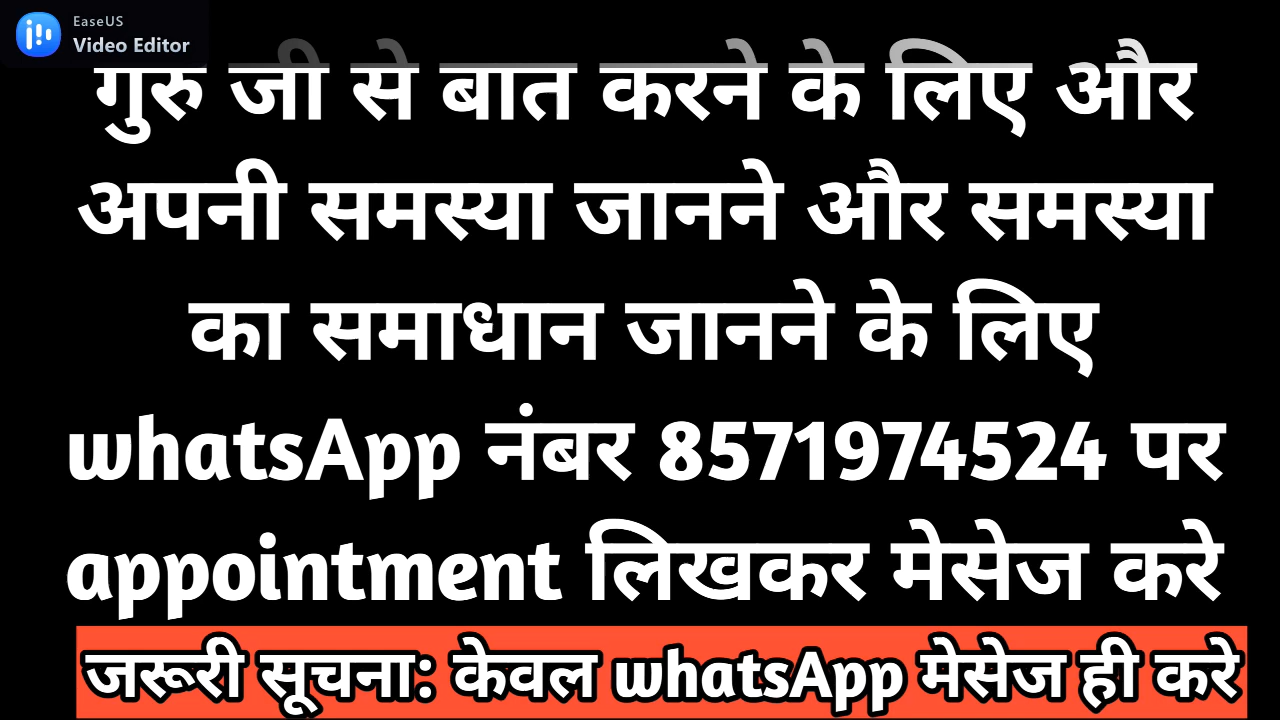 EaseUS
Video Editor
गुरु जी से बात करने के लिए और
अपनी समस्या जानने और समस्या
का समाधान जानने के लिए
whatsApp नंबर 8571974524 पर
appointment लिखकर मेसेज करे
जरूरी सूचना: केवल whatsApp मेसेज ही करे